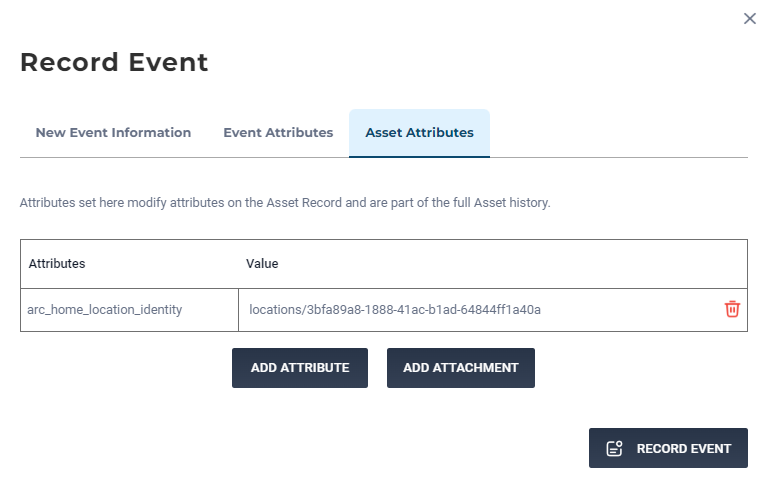 Record Event
New Event Information Event Attributes Asset Attributes
Attributes set here modify attributes on the Asset Record and are part of the full Asset history.
Attributes Value
arc_home_location_identity locations/3bfa89a8-1888-41ac-b1ad-64844ff1a40a
ADD ATTRIBUTE ADD ATTACHMENT
RECORD EVENT